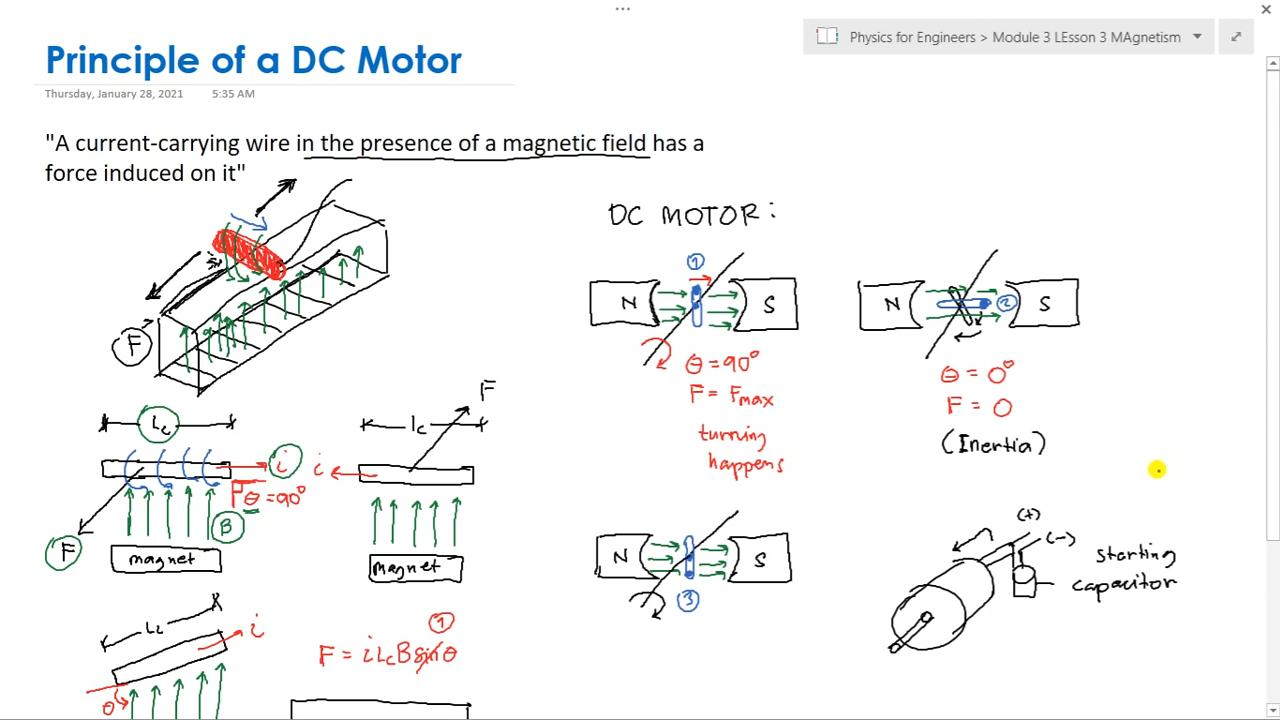 Physics for Engineers > Module 3 LEsson 3 MAgnetism
Principle of a DC Motor
Thursday, January 28, 2021 5:35 AM
"A current-carrying wire in the presence of a magnetic field has a
force induced on it"
DC MOTOR:
F
1
N S
θ = 90°
F = Fmax
turning
happens
N 2 S
θ = 0°
F = 0
(Inertia)
Lc
i
θ = 90°
B
F
magnet
F
Lc
i
magnet
N S
3
(+)
(-)
starting
capacitor
Lc
i
θ
1
F = iLcBsinθ